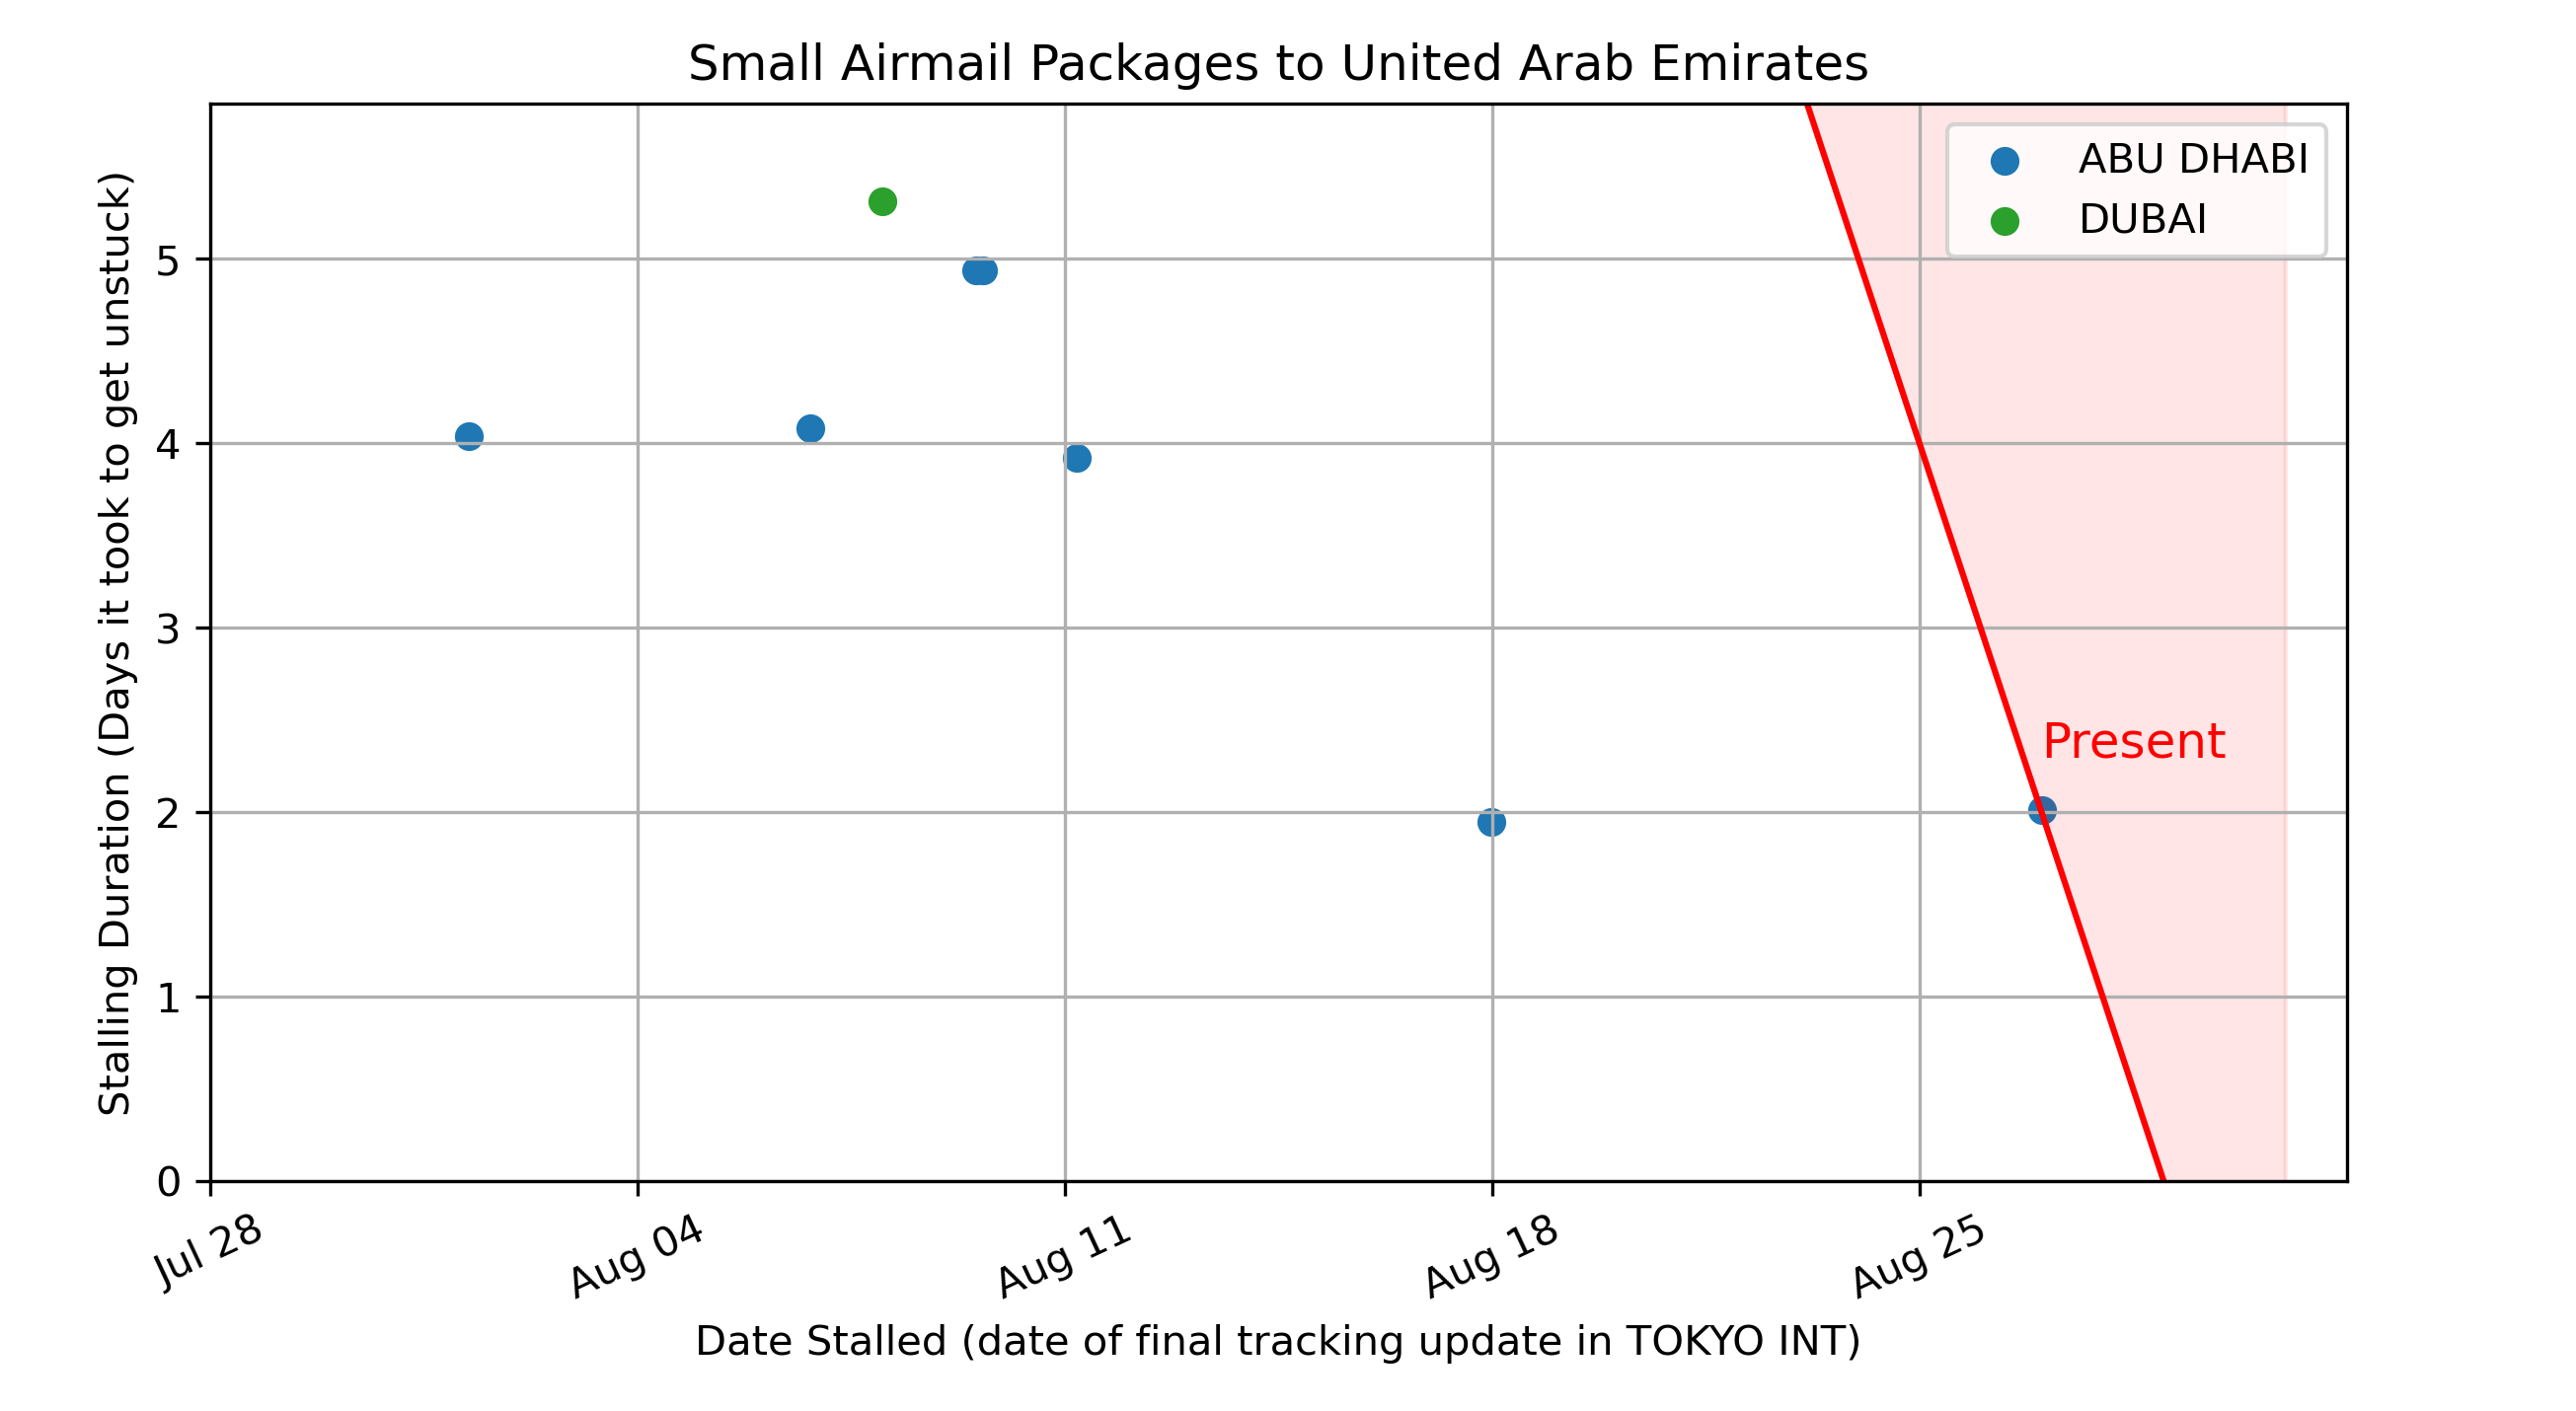 Small Airmail Packages to United Arab Emirates
ABU DHABI
DUBAI
Present
Stalling Duration (Days it took to get unstuck)
5
4
3
2
1
0
Jul 28
Aug 04
Aug 11
Aug 18
Aug 25
Date Stalled (date of final tracking update in TOKYO INT)